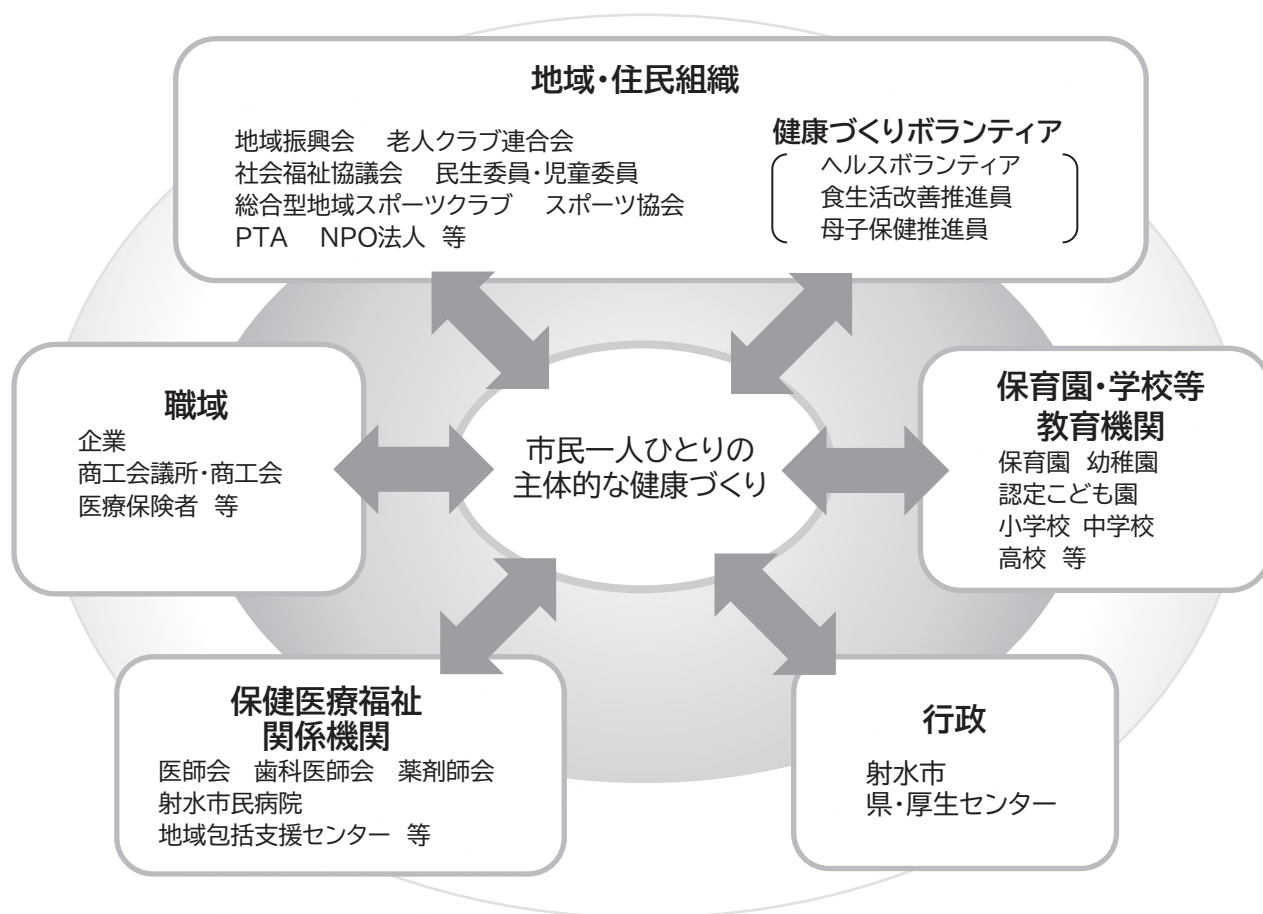 地域・住民組織
地域振興会　老人クラブ連合会
社会福祉協議会　民生委員・児童委員
総合型地域スポーツクラブ　スポーツ協会
PTA　NPO法人　等
健康づくりボランティア
ヘルスボランティア
食生活改善推進員
母子保健推進員
職域
企業
商工会議所・商工会
医療保険者　等
市民一人ひとりの
主体的な健康づくり
保育園・学校等
教育機関
保育園　幼稚園
認定こども園
小学校　中学校
高校　等
保健医療福祉
関係機関
医師会　歯科医師会　薬剤師会
射水市民病院
地域包括支援センター　等
行政
射水市
県・厚生センター